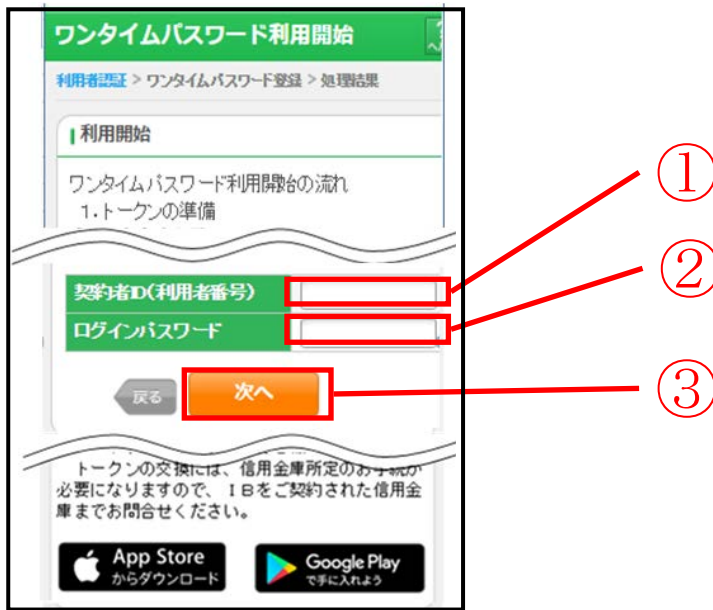 ワンタイムパスワード利用開始
?
利用者認証 > ワンタイムパスワード登録 > 処理結果
利用開始
ワンタイムパスワード利用開始の流れ
1.トークンの準備
①
契約者ID(利用者番号)
②
ログインパスワード
戻る
次へ
③
トークンの交換には、信用金庫所定のお手続が
必要になりますので、IBをご契約された信用金
庫までお問合せください。
App Store
からダウンロード
Google Play
で手に入れよう